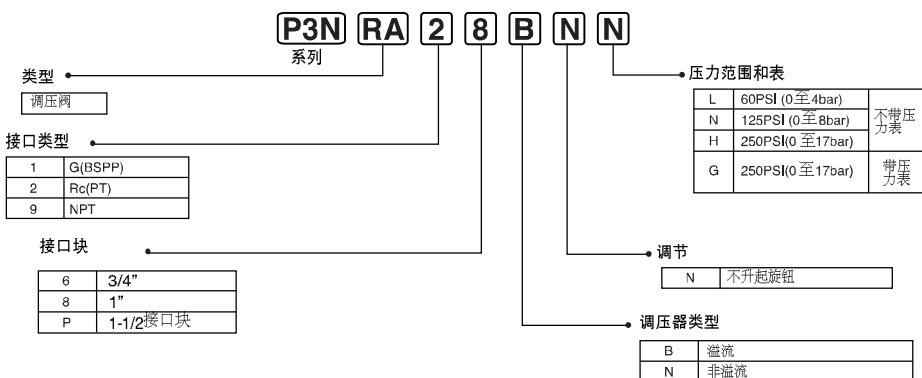 P3N RA 2 8 B N N
系列
类型
调压阀
接口类型
1 G(BSPP)
2 Rc(PT)
9 NPT
接口块
6 3/4”
8 1”
P 1-1/2接口块
压力范围和表
L 60PSI (0至4bar)
N 125PSI (0至8bar)
H 250PSI(0至17bar)
不带压
力表
G 250PSI(0至17bar)
带压
力表
调节
N 不升起旋钮
调压器类型
B 溢流
N 非溢流